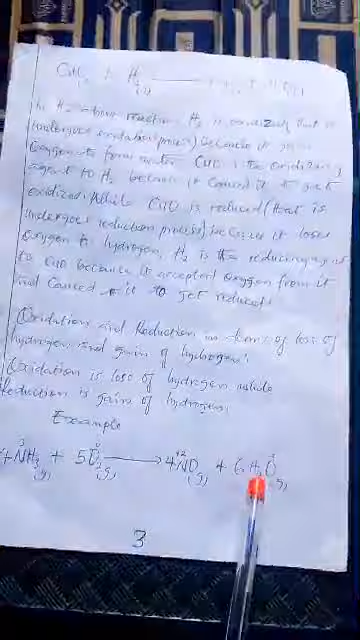 CuO + H₂
In the above reaction, H₂ is oxidized that is
(undergoes oxidation process) because it gains
Oxygen to form water. CuO is the oxidizing
agent to H₂ because it caused it to get
oxidized. While CuO is reduced (that is
undergoes reduction process) because it loses
Oxygen to hydrogen, H₂ is the reducing agent
to CuO because it accepted oxygen from it
and caused it to get reduced.
Oxidation and Reduction in terms of loss of
hydrogen and gain of hydrogen:
Oxidation is loss of hydrogen while
Reduction is gain of hydrogen.
Example
4NH₃(g) + 5O₂(g) → 4NO(g) + 6H₂O(g)
3